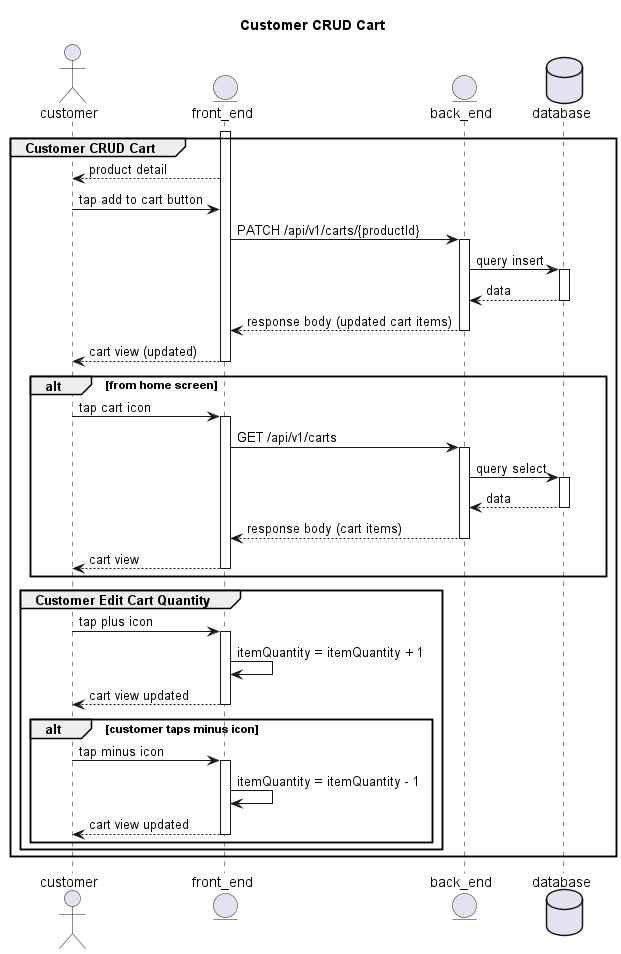 Customer CRUD Cart
customer
front_end
back_end
database
Customer CRUD Cart
product detail
tap add to cart button
PATCH /api/v1/carts/{productId}
query insert
data
response body (updated cart items)
cart view (updated)
alt [from home screen]
tap cart icon
GET /api/v1/carts
query select
data
response body (cart items)
cart view
Customer Edit Cart Quantity
tap plus icon
itemQuantity = itemQuantity + 1
cart view updated
alt [customer taps minus icon]
tap minus icon
itemQuantity = itemQuantity - 1
cart view updated
customer
front_end
back_end
database